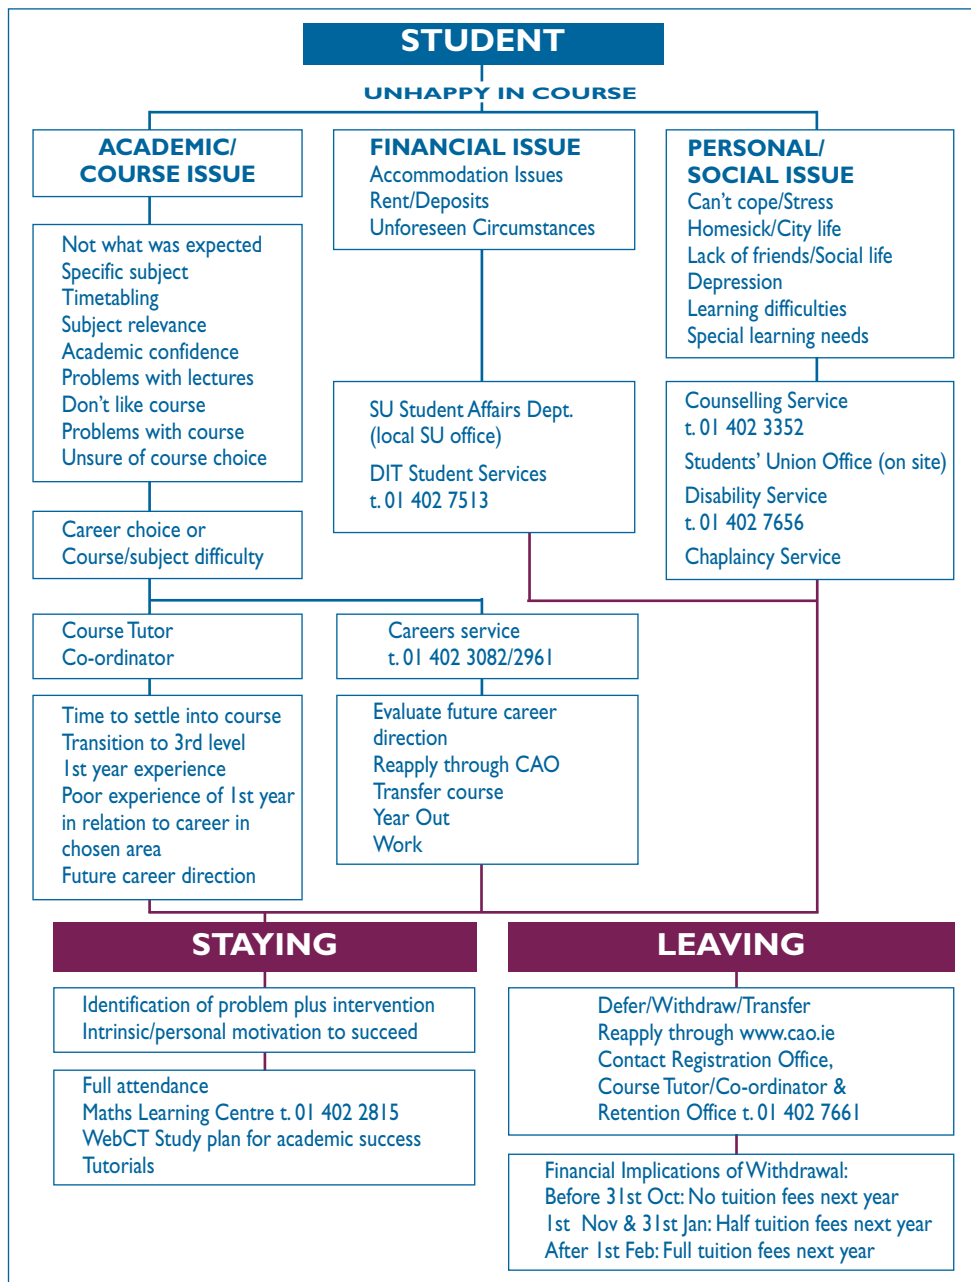 STUDENT
UNHAPPY IN COURSE
ACADEMIC/
COURSE ISSUE
Not what was expected
Specific subject
Timetabling
Subject relevance
Academic confidence
Problems with lectures
Don't like course
Problems with course
Unsure of course choice
Career choice or
Course/subject difficulty
FINANCIAL ISSUE
Accommodation Issues
Rent/Deposits
Unforeseen Circumstances
SU Student Affairs Dept.
(local SU office)
DIT Student Services
t. 01 402 7513
PERSONAL/
SOCIAL ISSUE
Can't cope/Stress
Homesick/City life
Lack of friends/Social life
Depression
Learning difficulties
Special learning needs
Counselling Service
t. 01 402 3352
Students' Union Office (on site)
Disability Service
t. 01 402 7656
Chaplaincy Service
Course Tutor
Co-ordinator
Time to settle into course
Transition to 3rd level
1st year experience
Poor experience of 1st year
in relation to career in
chosen area
Future career direction
Careers service
t. 01 402 3082/2961
Evaluate future career
direction
Reapply through CAO
Transfer course
Year Out
Work
STAYING
Identification of problem plus intervention
Intrinsic/personal motivation to succeed
Full attendance
Maths Learning Centre t. 01 402 2815
WebCT Study plan for academic success
Tutorials
LEAVING
Defer/Withdraw/Transfer
Reapply through www.cao.ie
Contact Registration Office,
Course Tutor/Co-ordinator &
Retention Office t. 01 402 7661
Financial Implications of Withdrawal:
Before 31st Oct: No tuition fees next year
1st Nov & 31st Jan: Half tuition fees next year
After 1st Feb: Full tuition fees next year